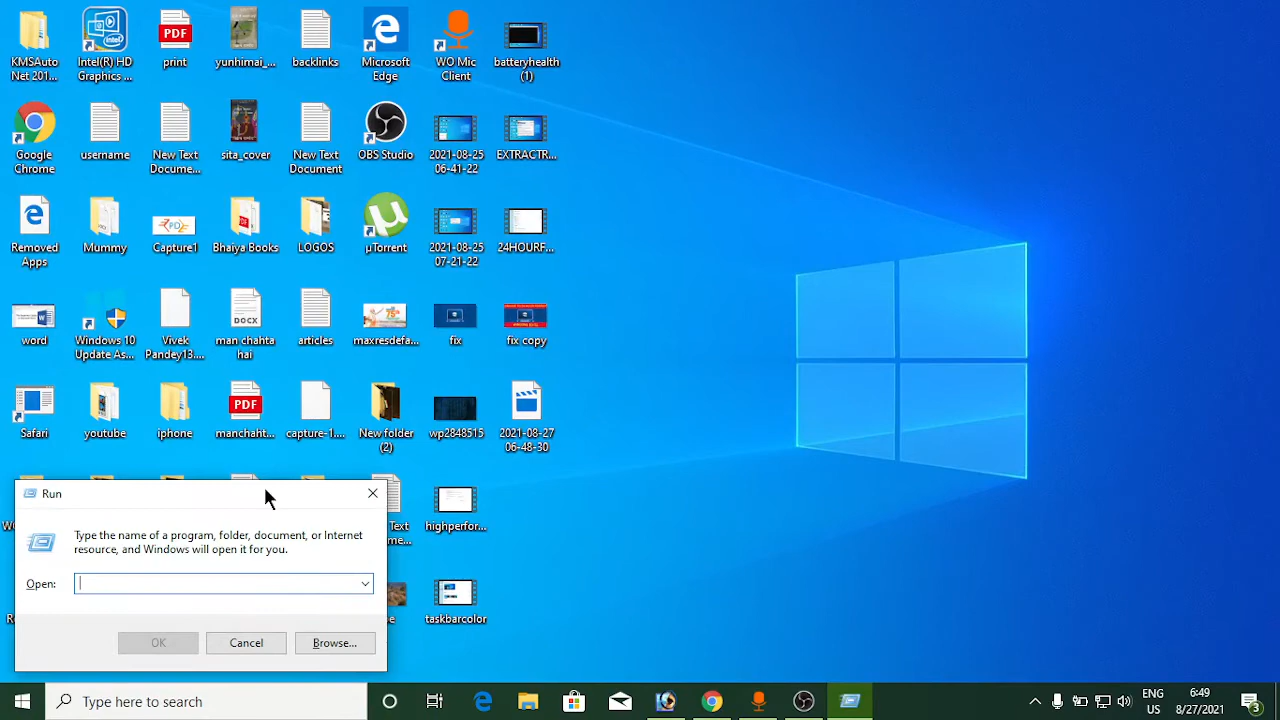 KMSAuto
Net 201...
Intel(R) HD
Graphics ...
PDF
print
yunhimai_...
backlinks
Microsoft
Edge
WO Mic
Client
batteryhealth
(1)
Google
Chrome
username
New Text
Docume...
sita_cover
New Text
Document
OBS Studio
2021-08-25
06-41-22
EXTRACTR...
Removed
Apps
Mummy
Capture1
Bhaiya Books
LOGOS
µTorrent
2021-08-25
07-21-22
24HOURF...
word
Windows 10
Update As...
Vivek
Pandey13....
DOCX
man chahta
hai
articles
maxresdefa...
fix
fix copy
Safari
youtube
iphone
PDF
manchaht...
capture-1....
New folder
(2)
wp2848515
2021-08-27
06-48-30
highperfor...
taskbarcolor
Run
Type the name of a program, folder, document, or Internet
resource, and Windows will open it for you.
Open:
OK
Cancel
Browse...
Type here to search
ENG
US
6:49
8/27/2021
3